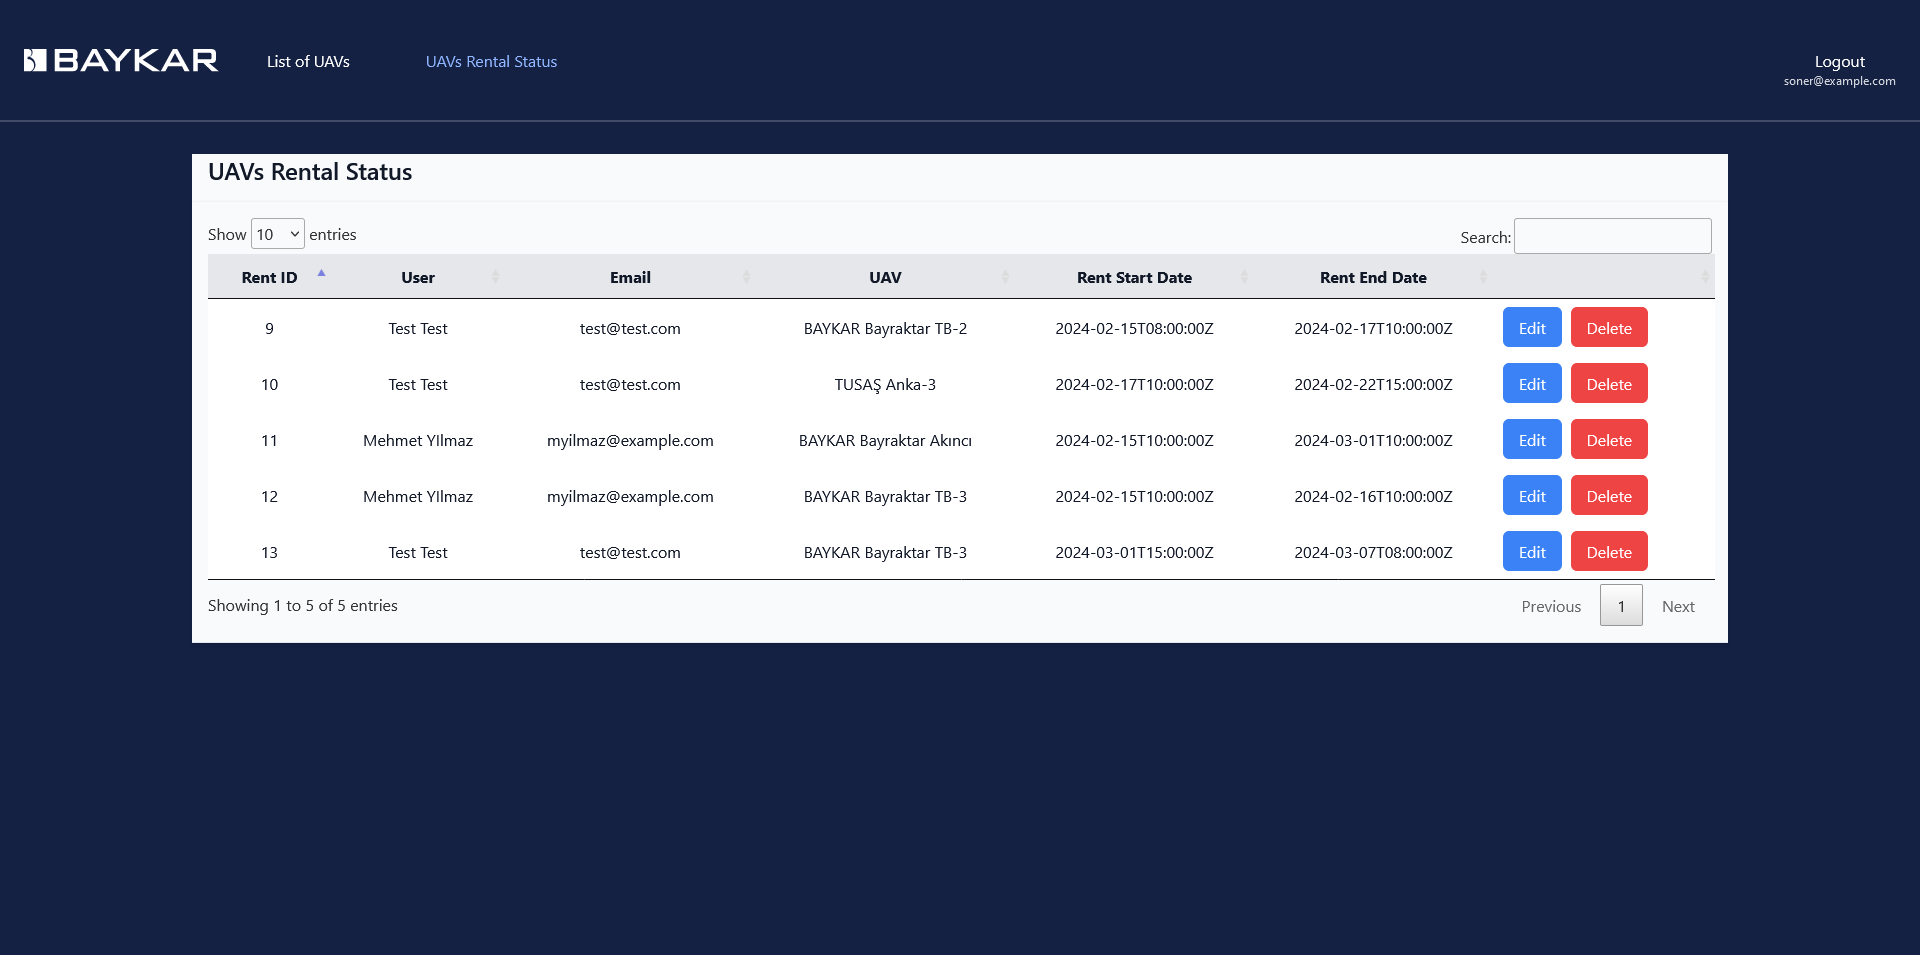 BAYKAR List of UAVs UAVs Rental Status Logout
soner@example.com
UAVs Rental Status
Show 10 entries Search:
Rent ID User Email UAV Rent Start Date Rent End Date
9 Test Test test@test.com BAYKAR Bayraktar TB-2 2024-02-15T08:00:00Z 2024-02-17T10:00:00Z Edit Delete
10 Test Test test@test.com TUSAŞ Anka-3 2024-02-17T10:00:00Z 2024-02-22T15:00:00Z Edit Delete
11 Mehmet YIlmaz myilmaz@example.com BAYKAR Bayraktar Akıncı 2024-02-15T10:00:00Z 2024-03-01T10:00:00Z Edit Delete
12 Mehmet YIlmaz myilmaz@example.com BAYKAR Bayraktar TB-3 2024-02-15T10:00:00Z 2024-02-16T10:00:00Z Edit Delete
13 Test Test test@test.com BAYKAR Bayraktar TB-3 2024-03-01T15:00:00Z 2024-03-07T08:00:00Z Edit Delete
Showing 1 to 5 of 5 entries Previous 1 Next